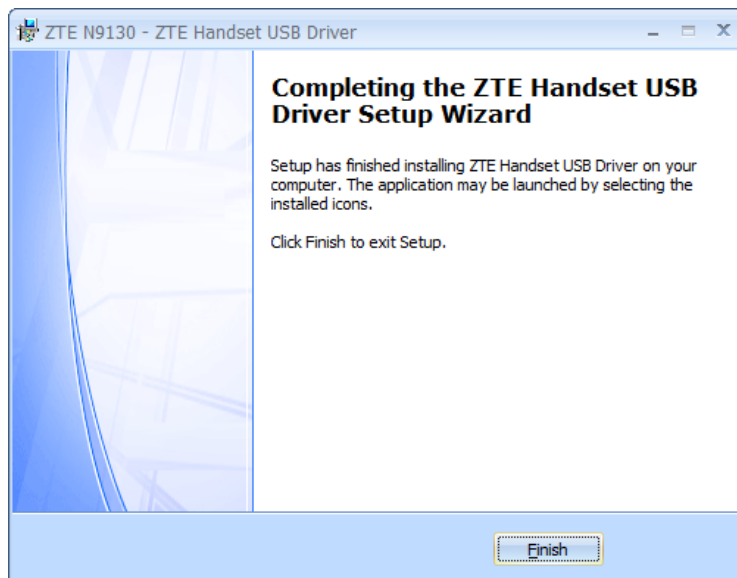 ZTE N9130 - ZTE Handset USB Driver
Completing the ZTE Handset USB
Driver Setup Wizard
Setup has finished installing ZTE Handset USB Driver on your
computer. The application may be launched by selecting the
installed icons.
Click Finish to exit Setup.
Finish